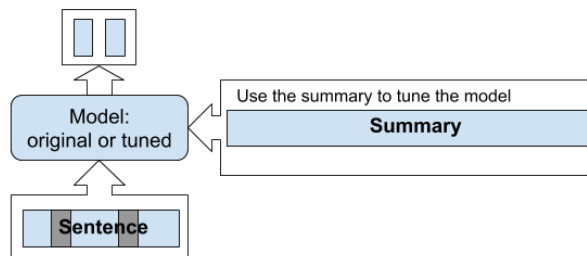 Use the summary to tune the model
Summary
Model:
original or tuned
Sentence